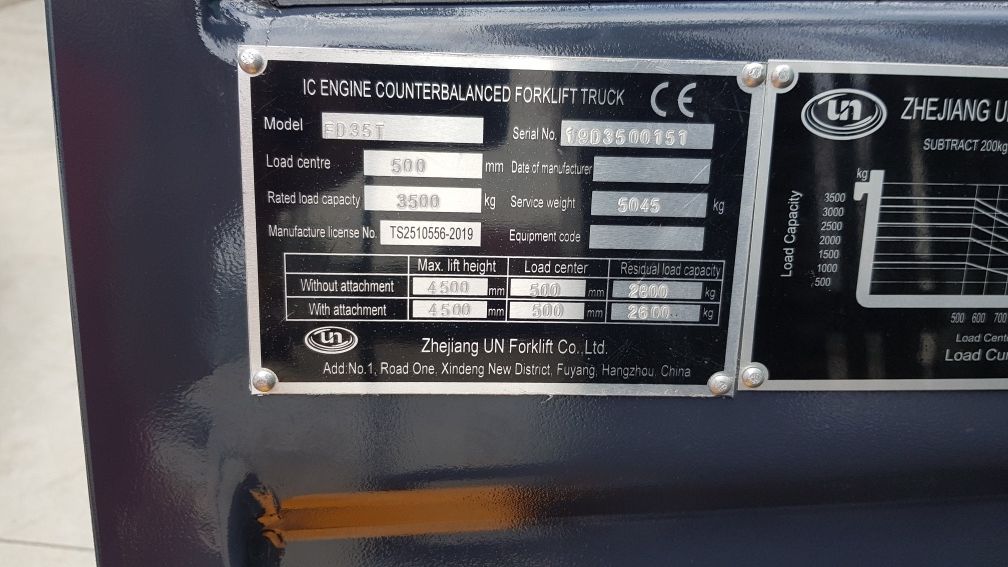 IC ENGINE COUNTERBALANCED FORKLIFT TRUCK CE
Model FD35T Serial No. 19D3500151
Load centre 500 mm Date of manufacturer
Rated load capacity 3500 kg Service weight 5045 kg
Manufacture license No. TS2510556-2019 Equipment code
Max. lift height Load center Residual load capacity
Without attachment 4500 mm 500 mm 2800 kg
With attachment 4500 mm 500 mm 2600 kg
UN Zhejiang UN Forklift Co.,Ltd.
Add:No.1, Road One, Xindeng New District, Fuyang, Hangzhou, China
UN ZHEJIANG U
SUBTRACT 200kg
kg
Load Capacity
3500
3000
2500
2000
1500
1000
500
500 600 700
Load Cent
Load Cu